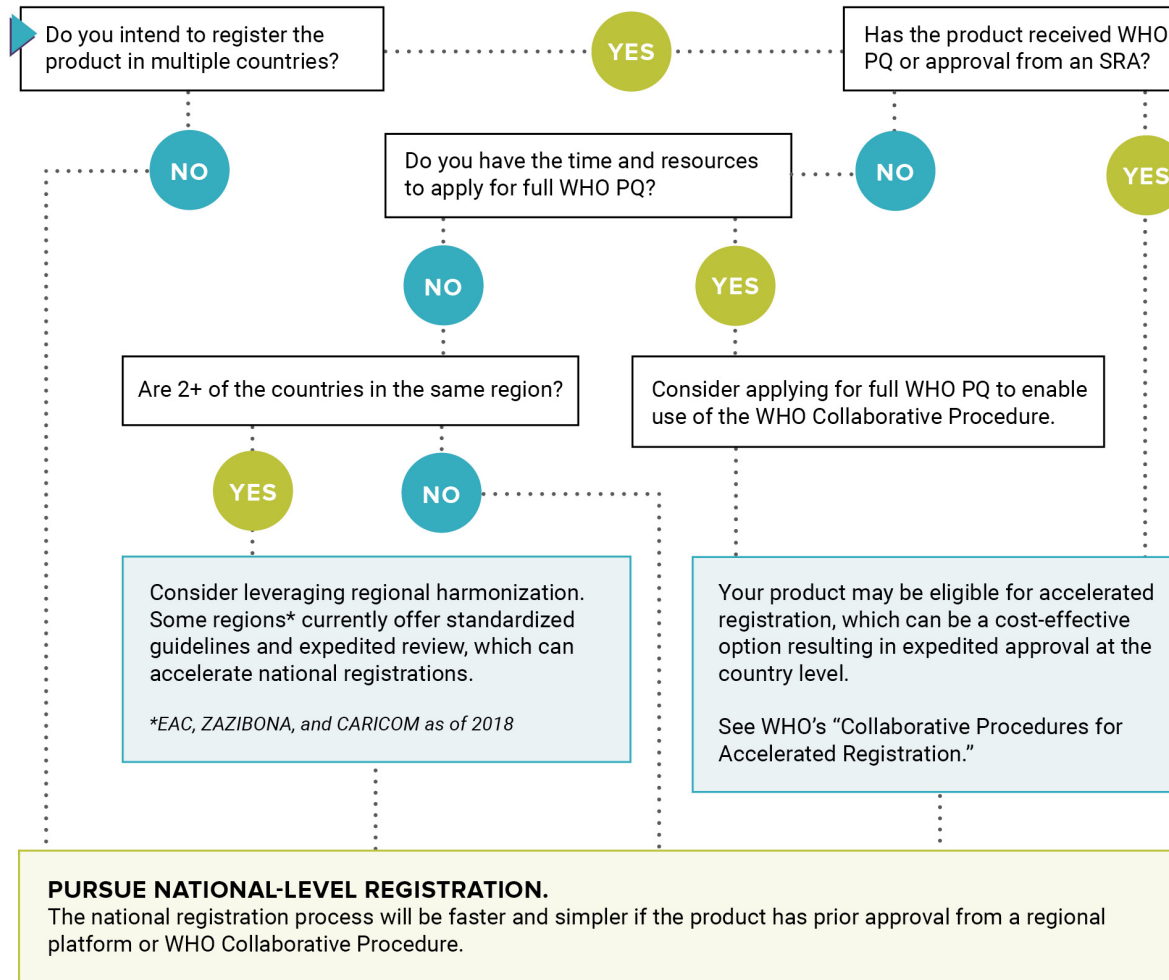 Do you intend to register the
product in multiple countries?
YES
Has the product received WHO
PQ or approval from an SRA?
NO
Do you have the time and resources
to apply for full WHO PQ?
NO
YES
NO
YES
Are 2+ of the countries in the same region?
Consider applying for full WHO PQ to enable
use of the WHO Collaborative Procedure.
YES
NO
Consider leveraging regional harmonization.
Some regions* currently offer standardized
guidelines and expedited review, which can
accelerate national registrations.
*EAC, ZAZIBONA, and CARICOM as of 2018
Your product may be eligible for accelerated
registration, which can be a cost-effective
option resulting in expedited approval at the
country level.
See WHO’s “Collaborative Procedures for
Accelerated Registration.”
PURSUE NATIONAL-LEVEL REGISTRATION.
The national registration process will be faster and simpler if the product has prior approval from a regional
platform or WHO Collaborative Procedure.